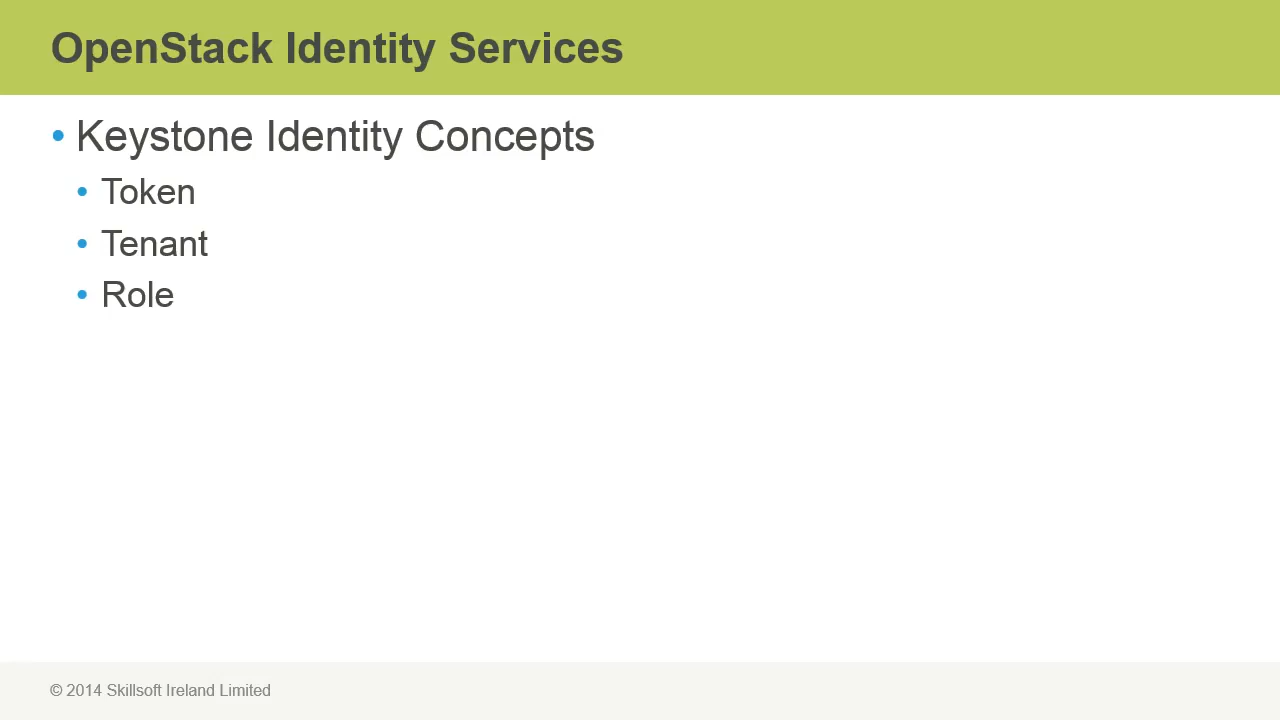 OpenStack Identity Services
• Keystone Identity Concepts
• Token
• Tenant
• Role
© 2014 Skillsoft Ireland Limited